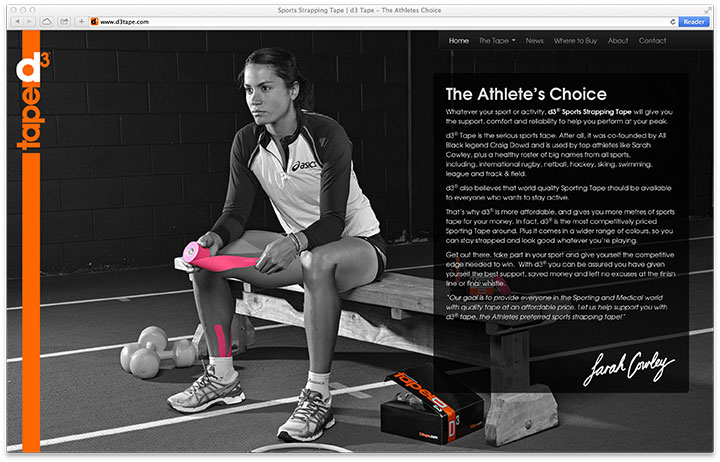 Sports Strapping Tape | d3 Tape – The Athletes Choice
www.d3tape.com
Reader
Home The Tape News Where to Buy About Contact
taped3
The Athlete's Choice
Whatever your sport or activity, d3® Sports Strapping Tape will give you
the support, comfort and reliability to help you perform at your peak.
d3® Tape is the serious sports tape. After all, it was co-founded by All
Black legend Craig Dowd and is used by top athletes like Sarah
Cowley, plus a healthy roster of big names from all sports,
including, international rugby, netball, hockey, skiing, swimming,
league and track & field.
d3® also believes that world quality Sporting Tape should be available
to everyone who wants to stay active.
That's why d3® is more affordable, and gives you more metres of sports
tape for your money. In fact, d3® is the most competitively priced
Sporting Tape around. Plus it comes in a wider range of colours, so you
can stay strapped and look good whatever you're playing.
Get out there, take part in your sport and give yourself the competitive
edge needed to win. With d3® you can be assured you have given
yourself the best support, saved money and left no excuses at the finish
line or final whistle.
"Our goal is to provide everyone in the Sporting and Medical world
with quality tape at an affordable price. Let us help support you with
d3® tape, the Athletes preferred sports strapping tape!"
Sarah Cowley
asics
taped3
D3